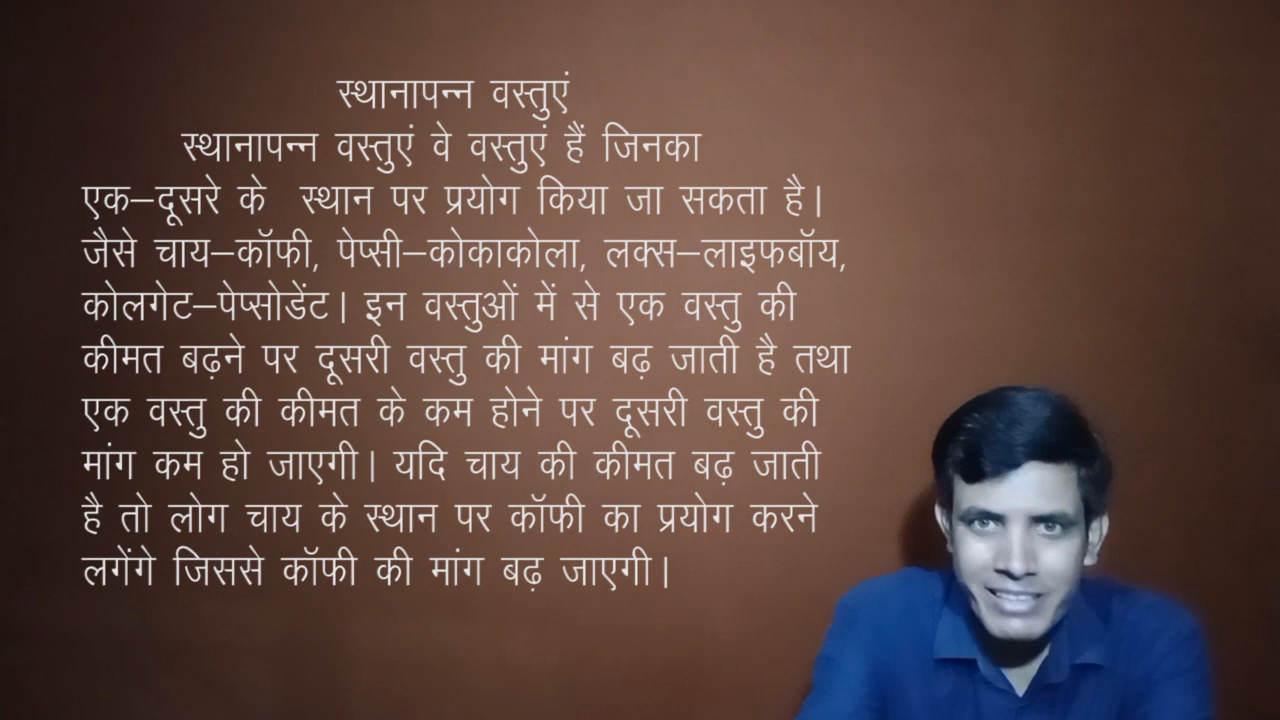 स्थानापन्न वस्तुएं
स्थानापन्न वस्तुएं वे वस्तुएं हैं जिनका
एक–दूसरे के स्थान पर प्रयोग किया जा सकता है।
जैसे चाय–कॉफी, पेप्सी–कोकाकोला, लक्स–लाइफबॉय,
कोलगेट–पेप्सोडेंट। इन वस्तुओं में से एक वस्तु की
कीमत बढ़ने पर दूसरी वस्तु की मांग बढ़ जाती है तथा
एक वस्तु की कीमत के कम होने पर दूसरी वस्तु की
मांग कम हो जाएगी। यदि चाय की कीमत बढ़ जाती
है तो लोग चाय के स्थान पर कॉफी का प्रयोग करने
लगेंगे जिससे कॉफी की मांग बढ़ जाएगी।